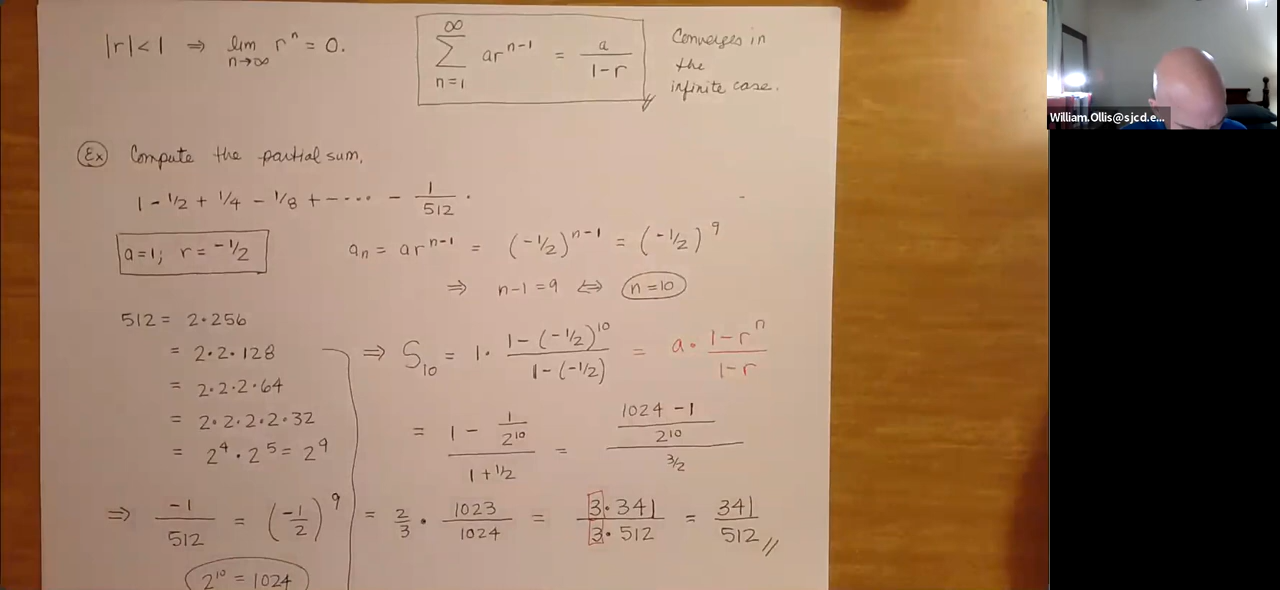 |r| < 1 ⇒ lim n→∞ r^n = 0.
∞ ∑ n=1 ar^{n-1} = a/(1-r)
Converges in
the
infinite case.
Ex Compute the partial sum.
1 - 1/2 + 1/4 - 1/8 + ---··· - 1/512 .
a=1; r = -1/2
a_n = ar^{n-1} = (-1/2)^{n-1} = (-1/2)^9
⇒ n-1=9 ⇔ n=10
512 = 2·256
= 2·2·128
= 2·2·2·64
= 2·2·2·2·32
= 2^4 · 2^5 = 2^9
⇒ -1/512 = (-1/2)^9
2^10 = 1024
⇒ S_10 = 1· (1-(-1/2)^10)/(1-(-1/2)) = a· (1-r^n)/(1-r)
= (1 - 1/2^10)/(1+1/2) = ((1024-1)/2^10)/(3/2)
= 2/3 · 1023/1024 = (3·341)/(3·512) = 341/512 //
William.Ollis@sjcd.e...